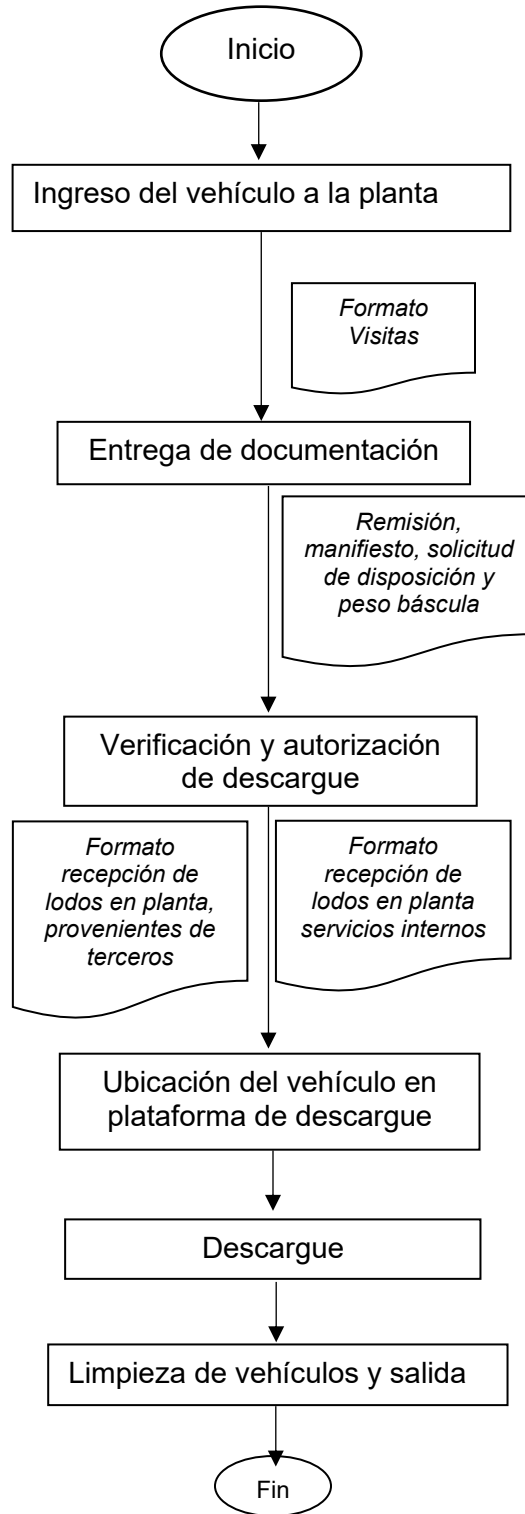 Inicio
Ingreso del vehículo a la planta
Formato
Visitas
Entrega de documentación
Remisión,
manifiesto, solicitud
de disposición y
peso báscula
Verificación y autorización
de descargue
Formato
recepción de
lodos en planta,
provenientes de
terceros
Formato
recepción de
lodos en planta
servicios internos
Ubicación del vehículo en
plataforma de descargue
Descargue
Limpieza de vehículos y salida
Fin